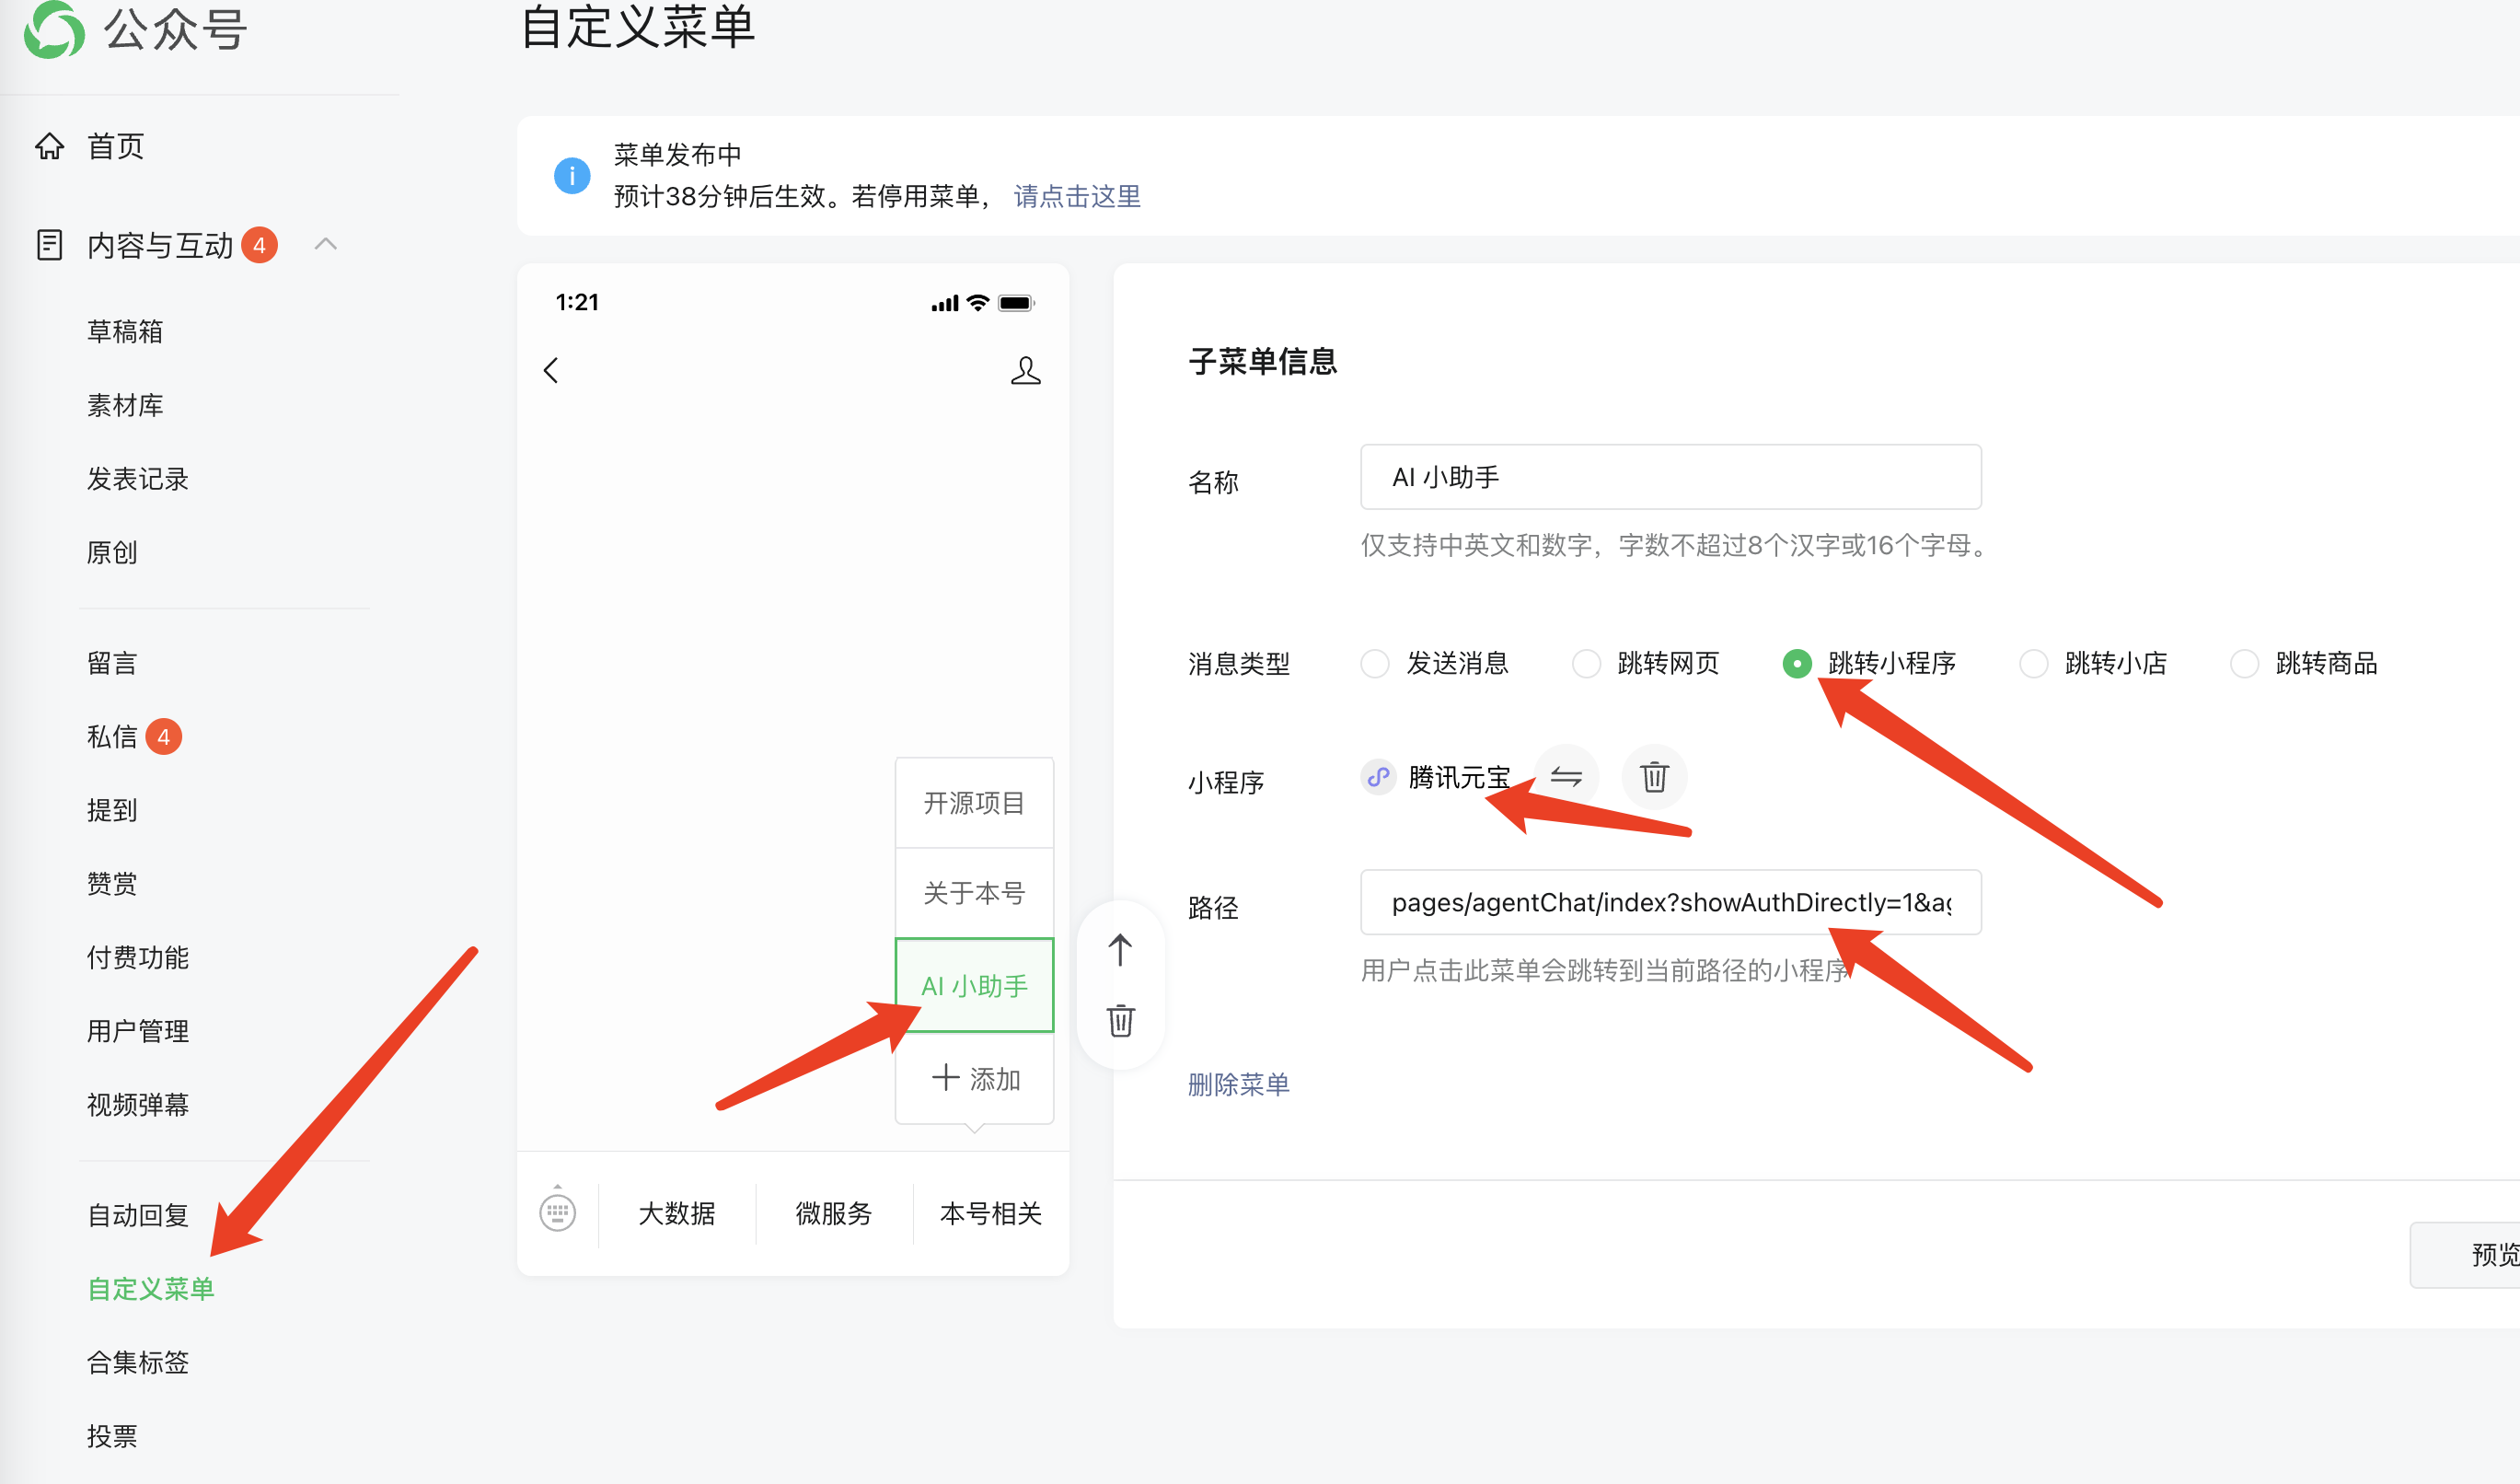 公众号
首页
内容与互动 4
草稿箱
素材库
发表记录
原创
留言
私信 4
提到
赞赏
付费功能
用户管理
视频弹幕
自动回复
自定义菜单
合集标签
投票
自定义菜单
菜单发布中
预计38分钟后生效。若停用菜单， 请点击这里
1:21
开源项目
关于本号
AI 小助手
添加
大数据 微服务 本号相关
子菜单信息
名称 AI 小助手
仅支持中英文和数字，字数不超过8个汉字或16个字母。
消息类型 发送消息 跳转网页 跳转小程序 跳转小店 跳转商品
小程序 腾讯元宝
路径 pages/agentChat/index?showAuthDirectly=1&
用户点击此菜单会跳转到当前路径的小程序
删除菜单
预览